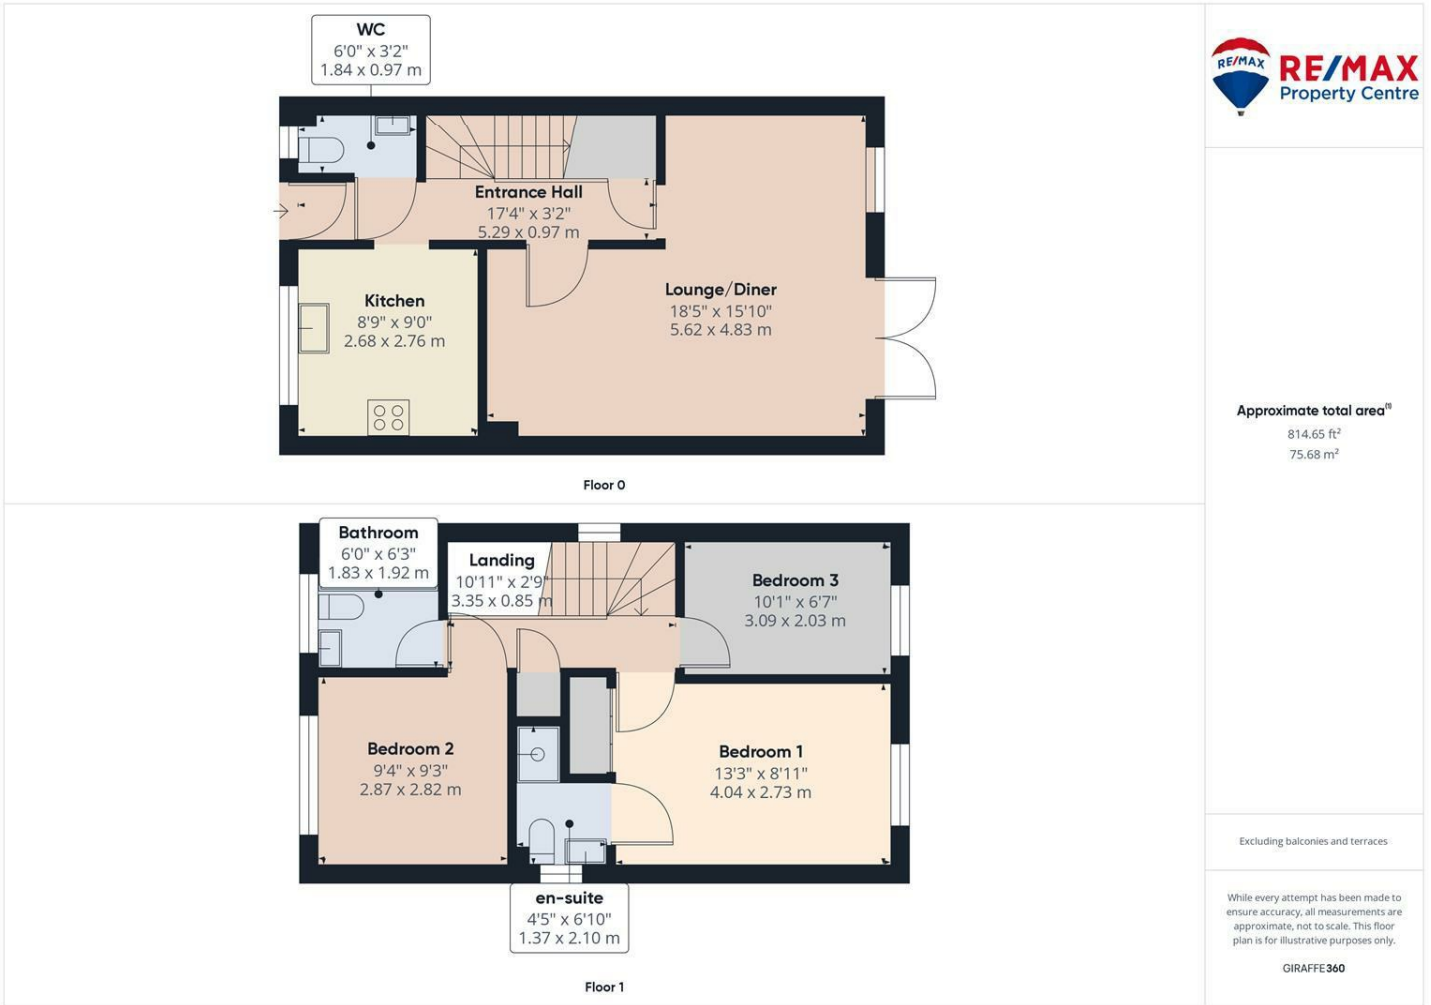 WC
6'0" x 3'2"
1.84 x 0.97 m
Entrance Hall
17'4" x 3'2"
5.29 x 0.97 m
Kitchen
8'9" x 9'0"
2.68 x 2.76 m
Lounge/Diner
18'5" x 15'10"
5.62 x 4.83 m
Floor 0
Bathroom
6'0" x 6'3"
1.83 x 1.92 m
Landing
10'11" x 2'9"
3.35 x 0.85 m
Bedroom 3
10'1" x 6'7"
3.09 x 2.03 m
Bedroom 2
9'4" x 9'3"
2.87 x 2.82 m
Bedroom 1
13'3" x 8'11"
4.04 x 2.73 m
en-suite
4'5" x 6'10"
1.37 x 2.10 m
Floor 1
RE/MAX
RE/MAX
Property Centre
Approximate total area⁽¹⁾
814.65 ft²
75.68 m²
Excluding balconies and terraces
While every attempt has been made to
ensure accuracy, all measurements are
approximate, not to scale. This floor
plan is for illustrative purposes only.
GIRAFFE360